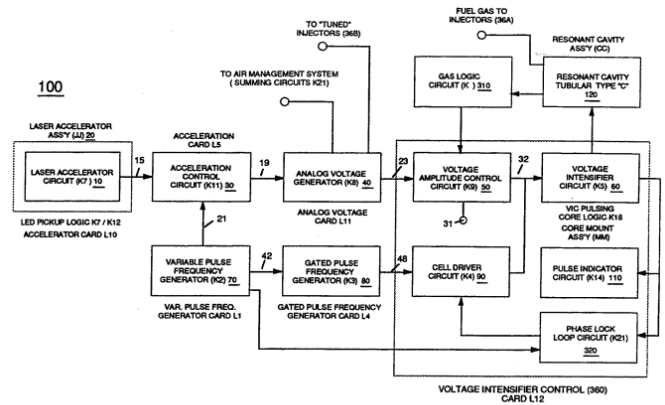 FUEL GAS TO
INJECTORS (36A)
TO "TUNED"
INJECTORS (36B)
RESONANT CAVITY
ASS'Y (CC)
TO AIR MANAGEMENT SYSTEM
( SUMMING CIRCUITS K21)
GAS LOGIC
CIRCUIT (K ) 310
RESONANT CAVITY
TUBULAR TYPE "C"
120
100
LASER ACCELERATOR
ASS'Y (JJ) 20
ACCELERATION
CARD L5
LASER ACCELERATOR
CIRCUIT (K7 ) 10
15
ACCELERATION
CONTROL
CIRCUIT (K11) 30
19
ANALOG VOLTAGE
GENERATOR (K8) 40
23
VOLTAGE
AMPLITUDE CONTROL
CIRCUIT (K9) 50
32
VOLTAGE
INTENSIFIER
CIRCUIT (K5) 60
LED PICKUP LOGIC K7 / K12
ACCELERATOR CARD L10
21
ANALOG VOLTAGE
CARD L11
31
VIC PULSING
CORE LOGIC K18
CORE MOUNT
ASS'Y (MM)
VARIABLE PULSE
FREQUENCY
GENERATOR (K2) 70
42
GATED PULSE
FREQUENCY
GENERATOR (K3) 80
48
CELL DRIVER
CIRCUIT (K4) 90
PULSE INDICATOR
CIRCUIT (K14) 110
VAR. PULSE FREQ.
GENERATOR CARD L1
GATED PULSE FREQUENCY
GENERATOR CARD L4
PHASE LOCK
LOOP CIRCUIT (K21)
320
VOLTAGE INTENSIFIER CONTROL (360)
CARD L12